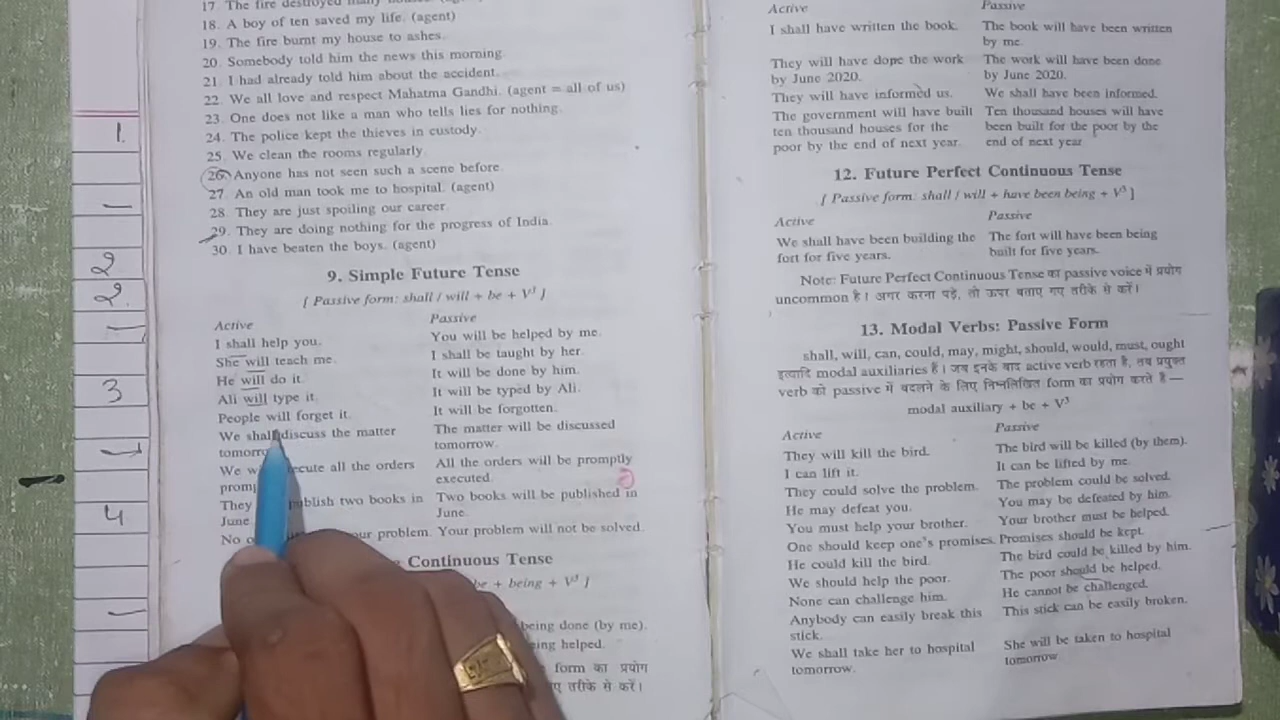 17. The fire destroyed many
18. A boy of ten saved my life. (agent)
19. The fire burnt my house to ashes.
20. Somebody told him the news this morning
21. I had already told him about the accident.
22. We all love and respect Mahatma Gandhi. (agent = all of us)
23. One does not like a man who tells lies for nothing.
24. The police kept the thieves in custody.
25. We clean the rooms regularly.
26. Anyone has not seen such a scene before.
27. An old man took me to hospital. (agent)
28. They are just spoiling our career.
29. They are doing nothing for the progress of India.
30. I have beaten the boys. (agent)
9. Simple Future Tense
[ Passive form: shall / will + be + V³ ]
Active Passive
I shall help you. You will be helped by me.
She will teach me. I shall be taught by her.
He will do it. It will be done by him.
Ali will type it. It will be typed by Ali.
People will forget it. It will be forgotten.
We shall discuss the matter The matter will be discussed
tomorrow.
We all the orders All the orders will be promptly
executed.
They publish two books in Two books will be published in
June. June.
No problem. Your problem will not be solved.
Continuous Tense
be + being + V³ ]
being done (by me).
helped.
form का प्रयोग
तरीके से करें।
1.
2
2.
3
4
Active Passive
I shall have written the book. The book will have been written
by me.
They will have dope the work The work will have been done
by June 2020. by June 2020.
They will have informed us. We shall have been informed.
The government will have built Ten thousand houses will have
ten thousand houses for the been built for the poor by the
poor by the end of next year. end of next year
12. Future Perfect Continuous Tense
[ Passive form: shall / will + have been being + V³ ]
Active Passive
We shall have been building the The fort will have been being
fort for five years. built for five years.
Note: Future Perfect Continuous Tense का passive voice में प्रयोग
uncommon है। अगर करना पड़े, तो ऊपर बताए गए तरीके से करें।
13. Modal Verbs: Passive Form
shall, will, can, could, may, might, should, would, must, ought
इत्यादि modal auxiliaries हैं। जब इनके बाद active verb रहता है, तब प्रयुक्त
verb को passive में बदलने के लिए निम्नलिखित form का प्रयोग करते हैं—
modal auxiliary + be + V³
Active Passive
They will kill the bird. The bird will be killed (by them).
I can lift it. It can be lifted by me.
They could solve the problem. The problem could be solved.
He may defeat you. You may be defeated by him.
You must help your brother. Your brother must be helped.
One should keep one's promises. Promises should be kept.
He could kill the bird. The bird could be killed by him.
We should help the poor. The poor should be helped.
None can challenge him. He cannot be challenged.
Anybody can easily break this This stick can be easily broken.
stick.
We shall take her to hospital She will be taken to hospital
tomorrow. tomorrow.